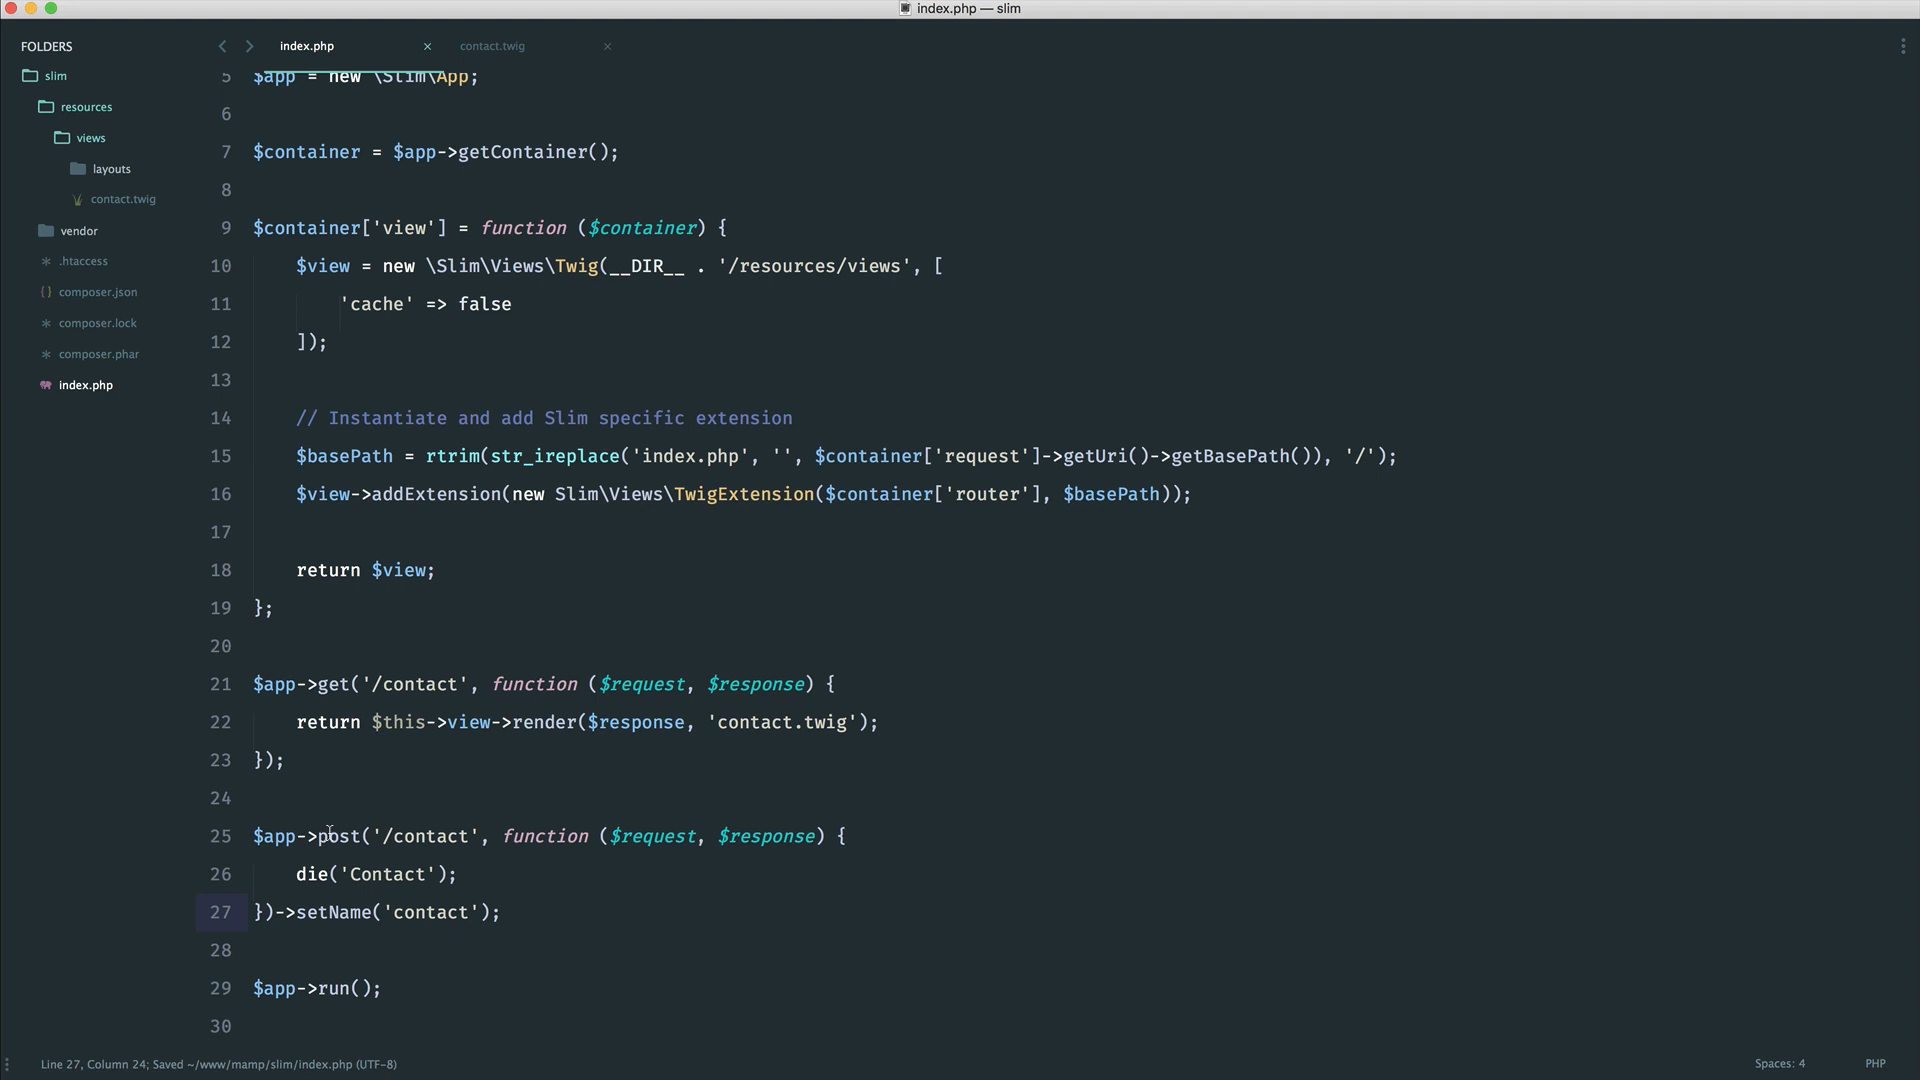 index.php — slim
FOLDERS
slim
resources
views
layouts
contact.twig
vendor
.htaccess
composer.json
composer.lock
composer.phar
index.php
index.php
contact.twig
5 $app = new \Slim\App;
6
7 $container = $app->getContainer();
8
9 $container['view'] = function ($container) {
10 $view = new \Slim\Views\Twig(__DIR__ . '/resources/views', [
11 'cache' => false
12 ]);
13
14 // Instantiate and add Slim specific extension
15 $basePath = rtrim(str_ireplace('index.php', '', $container['request']->getUri()->getBasePath()), '/');
16 $view->addExtension(new Slim\Views\TwigExtension($container['router'], $basePath));
17
18 return $view;
19 };
20
21 $app->get('/contact', function ($request, $response) {
22 return $this->view->render($response, 'contact.twig');
23 });
24
25 $app->post('/contact', function ($request, $response) {
26 die('Contact');
27 })->setName('contact');
28
29 $app->run();
30
Line 27, Column 24; Saved ~/www/mamp/slim/index.php (UTF-8)
Spaces: 4
PHP